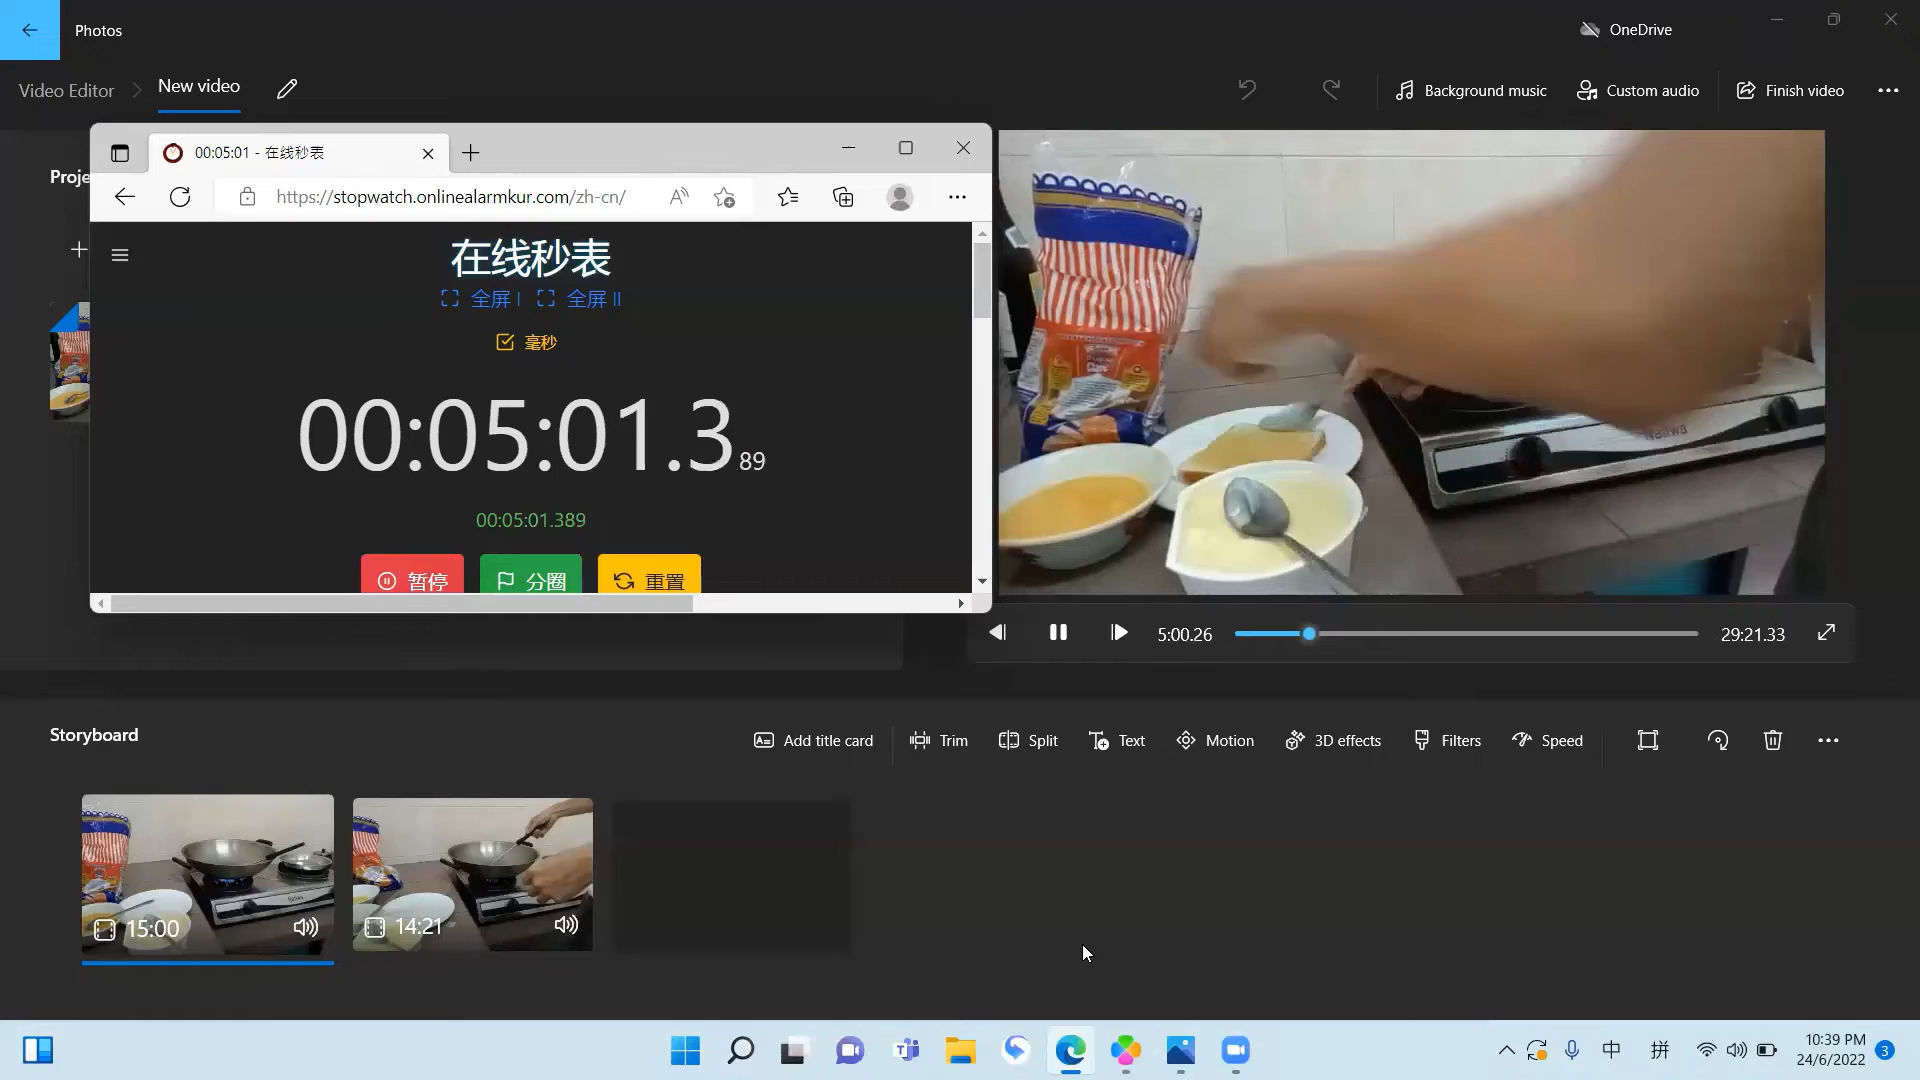 Photos
OneDrive
Video Editor
New video
Background music
Custom audio
Finish video
Proje
00:05:01 - 在线秒表
https://stopwatch.onlinealarmkur.com/zh-cn/
在线秒表
全屏 I
全屏 II
毫秒
00:05:01.389
00:05:01.389
暂停
分圈
重置
5:00.26
29:21.33
Storyboard
Add title card
Trim
Split
Text
Motion
3D effects
Filters
Speed
15:00
14:21
中
拼
10:39 PM
24/6/2022
3